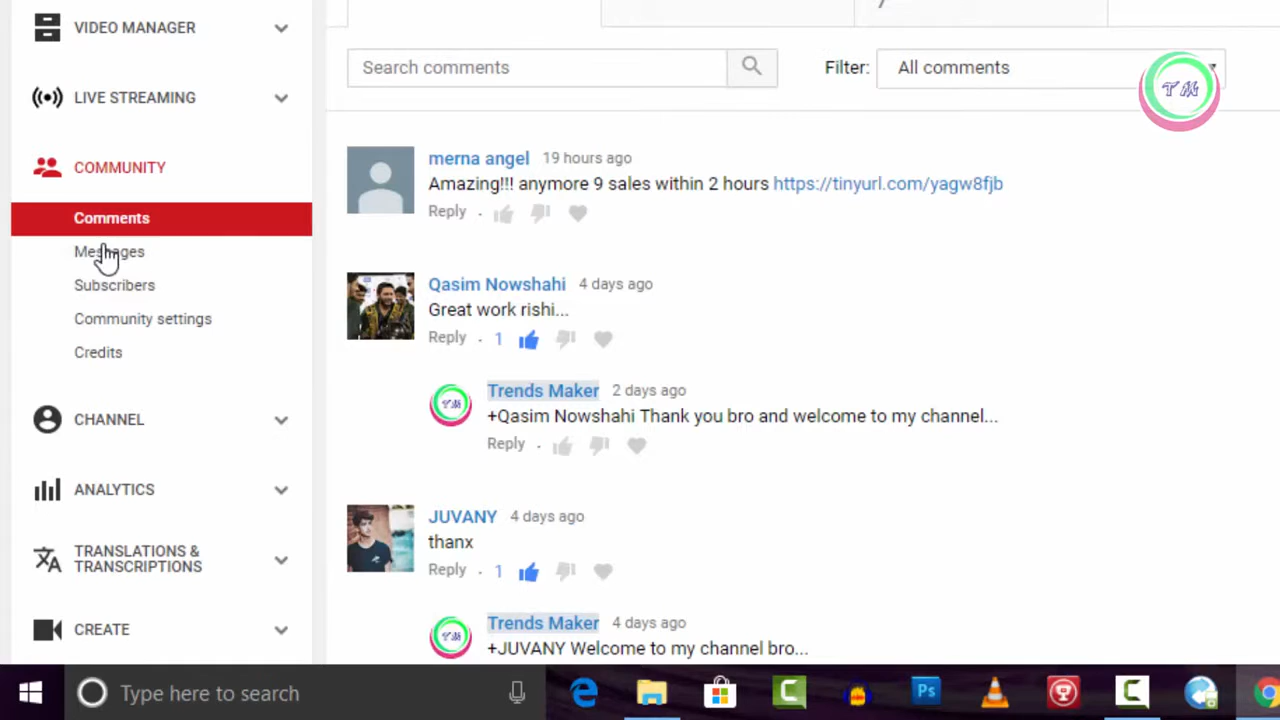 VIDEO MANAGER
LIVE STREAMING
COMMUNITY
Comments
Messages
Subscribers
Community settings
Credits
CHANNEL
ANALYTICS
TRANSLATIONS &
TRANSCRIPTIONS
CREATE
Search comments
Filter: All comments
TM
merna angel 19 hours ago
Amazing!!! anymore 9 sales within 2 hours https://tinyurl.com/yagw8fjb
Reply
Qasim Nowshahi 4 days ago
Great work rishi...
Reply 1
TM
Trends Maker 2 days ago
+Qasim Nowshahi Thank you bro and welcome to my channel...
Reply
JUVANY 4 days ago
thanx
Reply 1
TM
Trends Maker 4 days ago
+JUVANY Welcome to my channel bro...
Type here to search
Ps